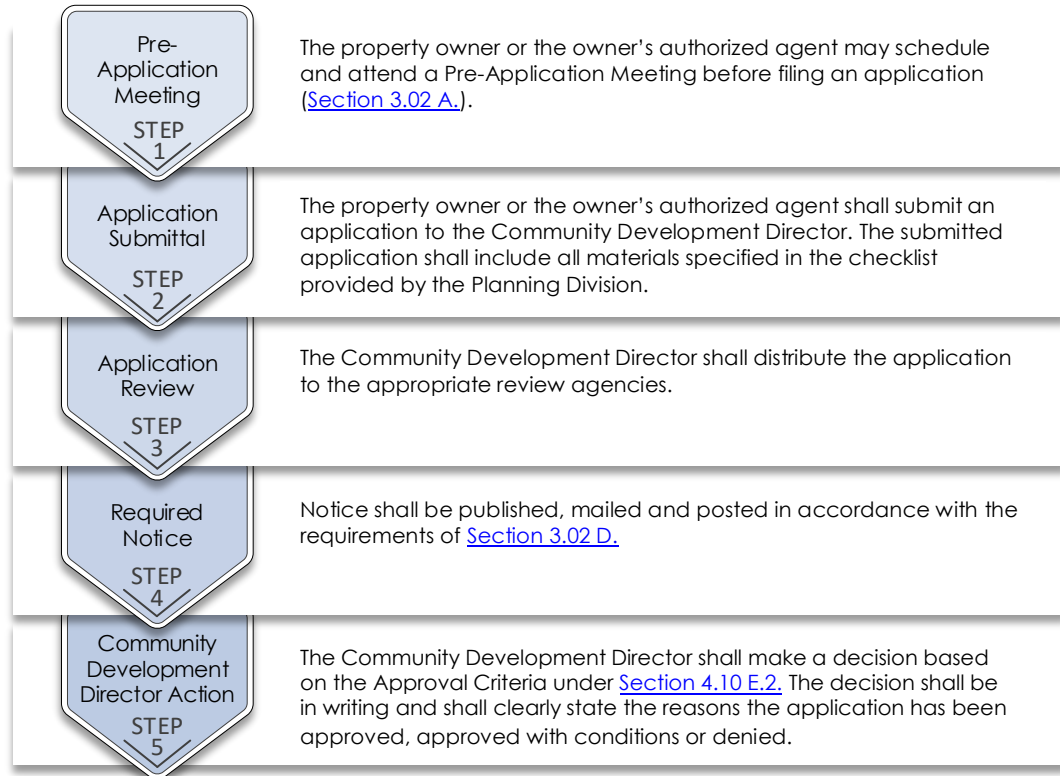 Pre-
Application
Meeting
STEP
1
The property owner or the owner’s authorized agent may schedule
and attend a Pre-Application Meeting before filing an application
(Section 3.02 A.).
Application
Submittal
STEP
2
The property owner or the owner’s authorized agent shall submit an
application to the Community Development Director. The submitted
application shall include all materials specified in the checklist
provided by the Planning Division.
Application
Review
STEP
3
The Community Development Director shall distribute the application
to the appropriate review agencies.
Required
Notice
STEP
4
Notice shall be published, mailed and posted in accordance with the
requirements of Section 3.02 D.
Community
Development
Director Action
STEP
5
The Community Development Director shall make a decision based
on the Approval Criteria under Section 4.10 E.2. The decision shall be
in writing and shall clearly state the reasons the application has been
approved, approved with conditions or denied.